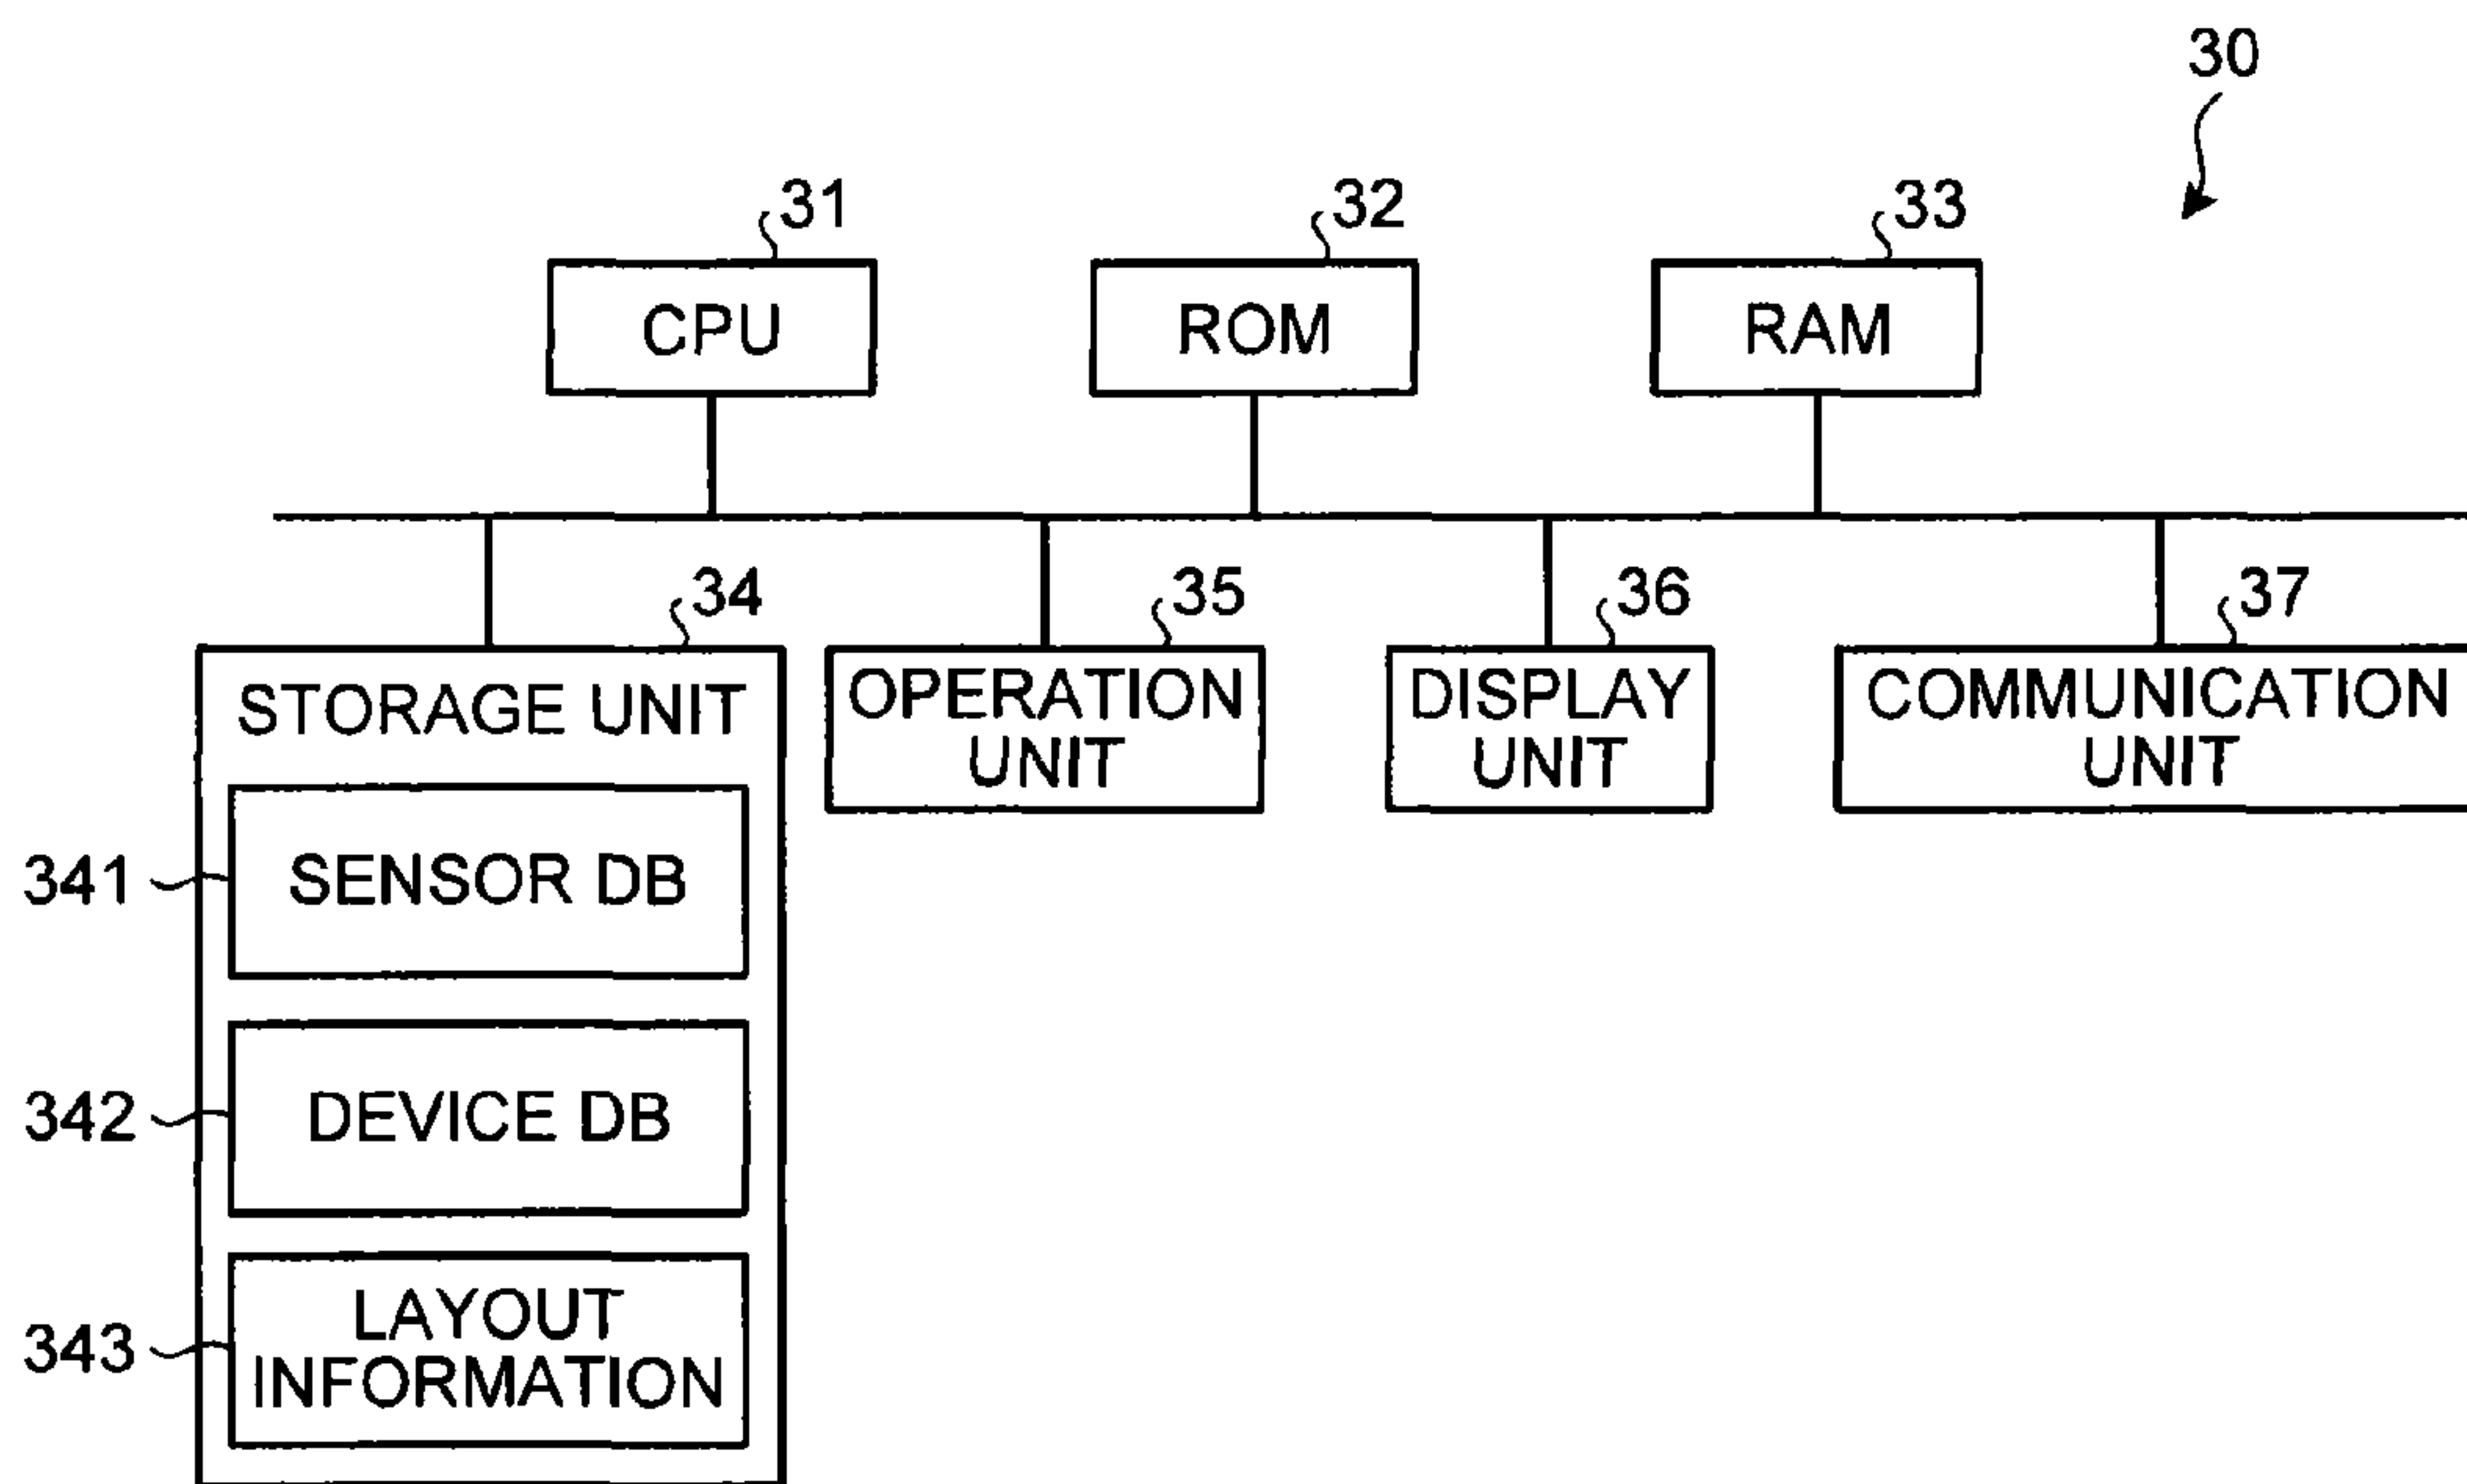 30
31
32
33
CPU
ROM
RAM
34
35
36
37
STORAGE UNIT
OPERATION
UNIT
DISPLAY
UNIT
COMMUNICATION
UNIT
341
SENSOR DB
342
DEVICE DB
343
LAYOUT
INFORMATION